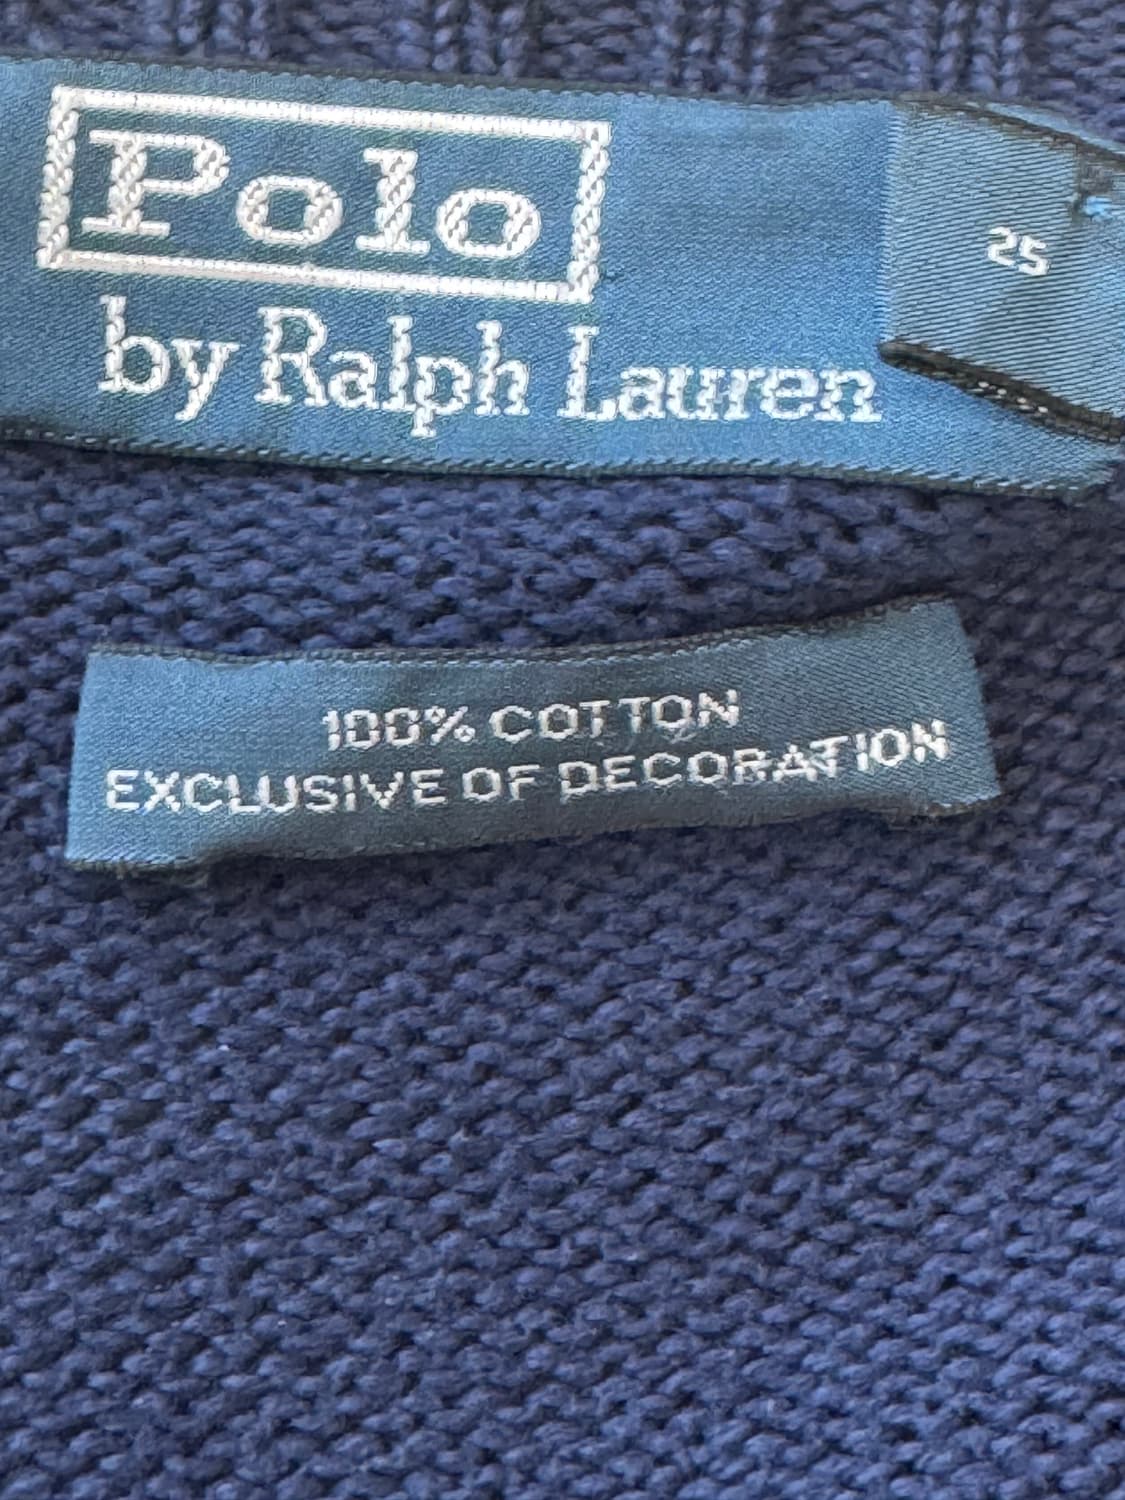 Polo
by Ralph Lauren
25
100% COTTON
EXCLUSIVE OF DECORATION